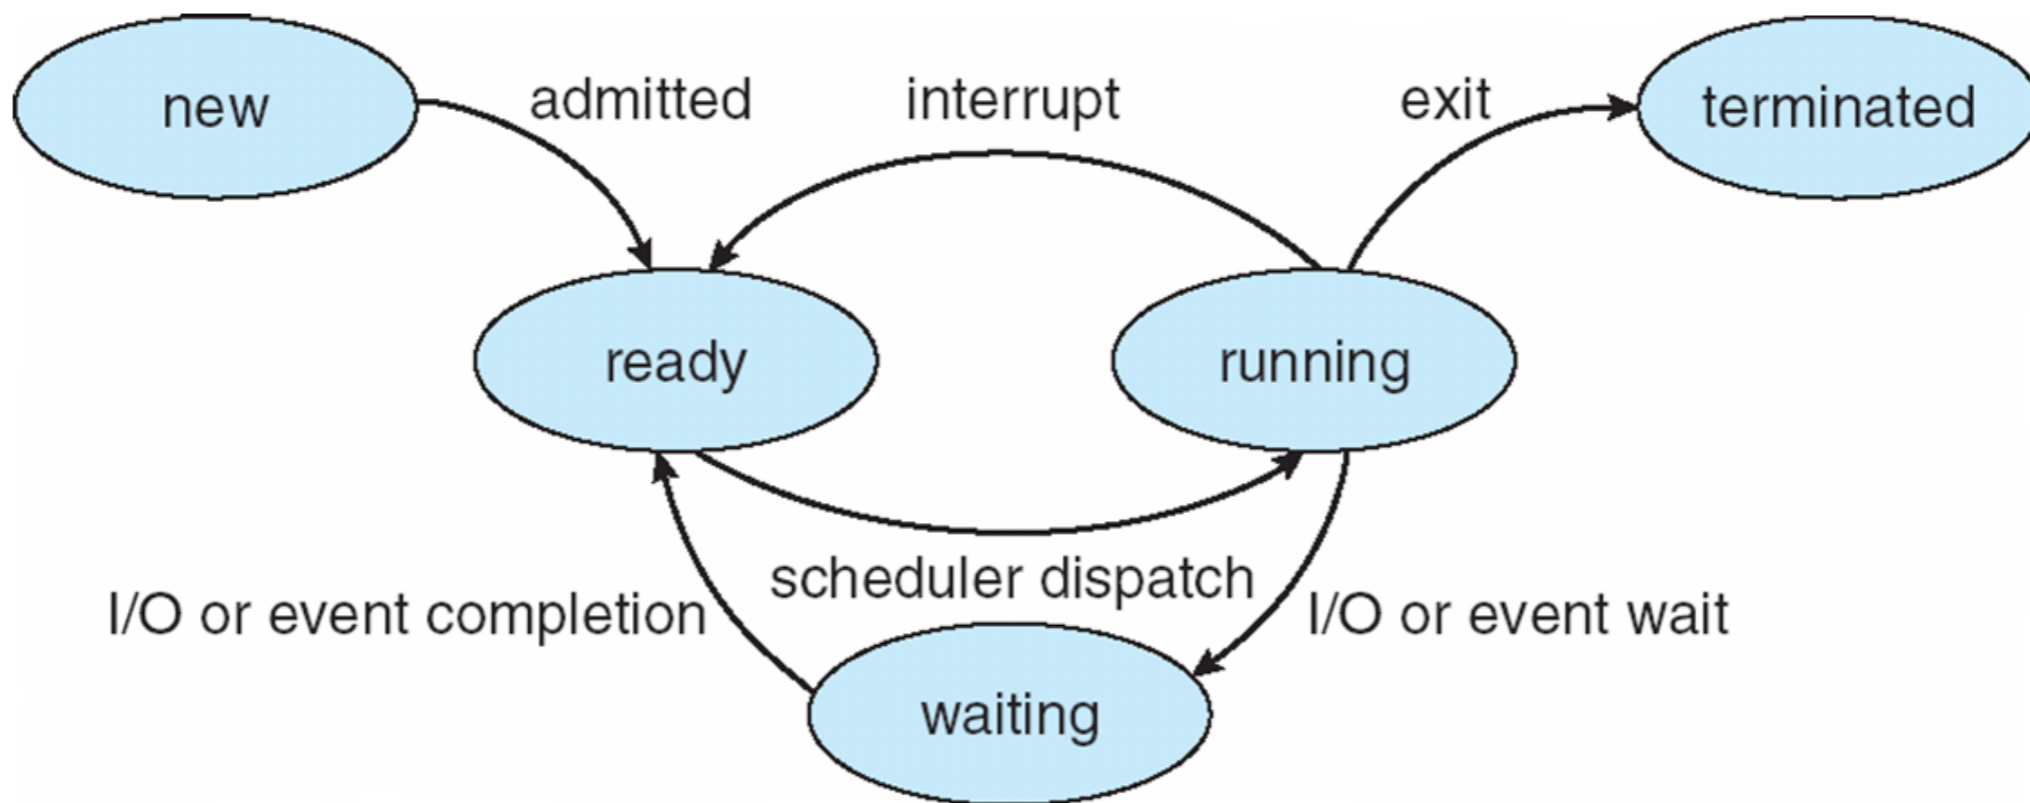 new
admitted
interrupt
exit
terminated
ready
running
scheduler dispatch
I/O or event completion
I/O or event wait
waiting